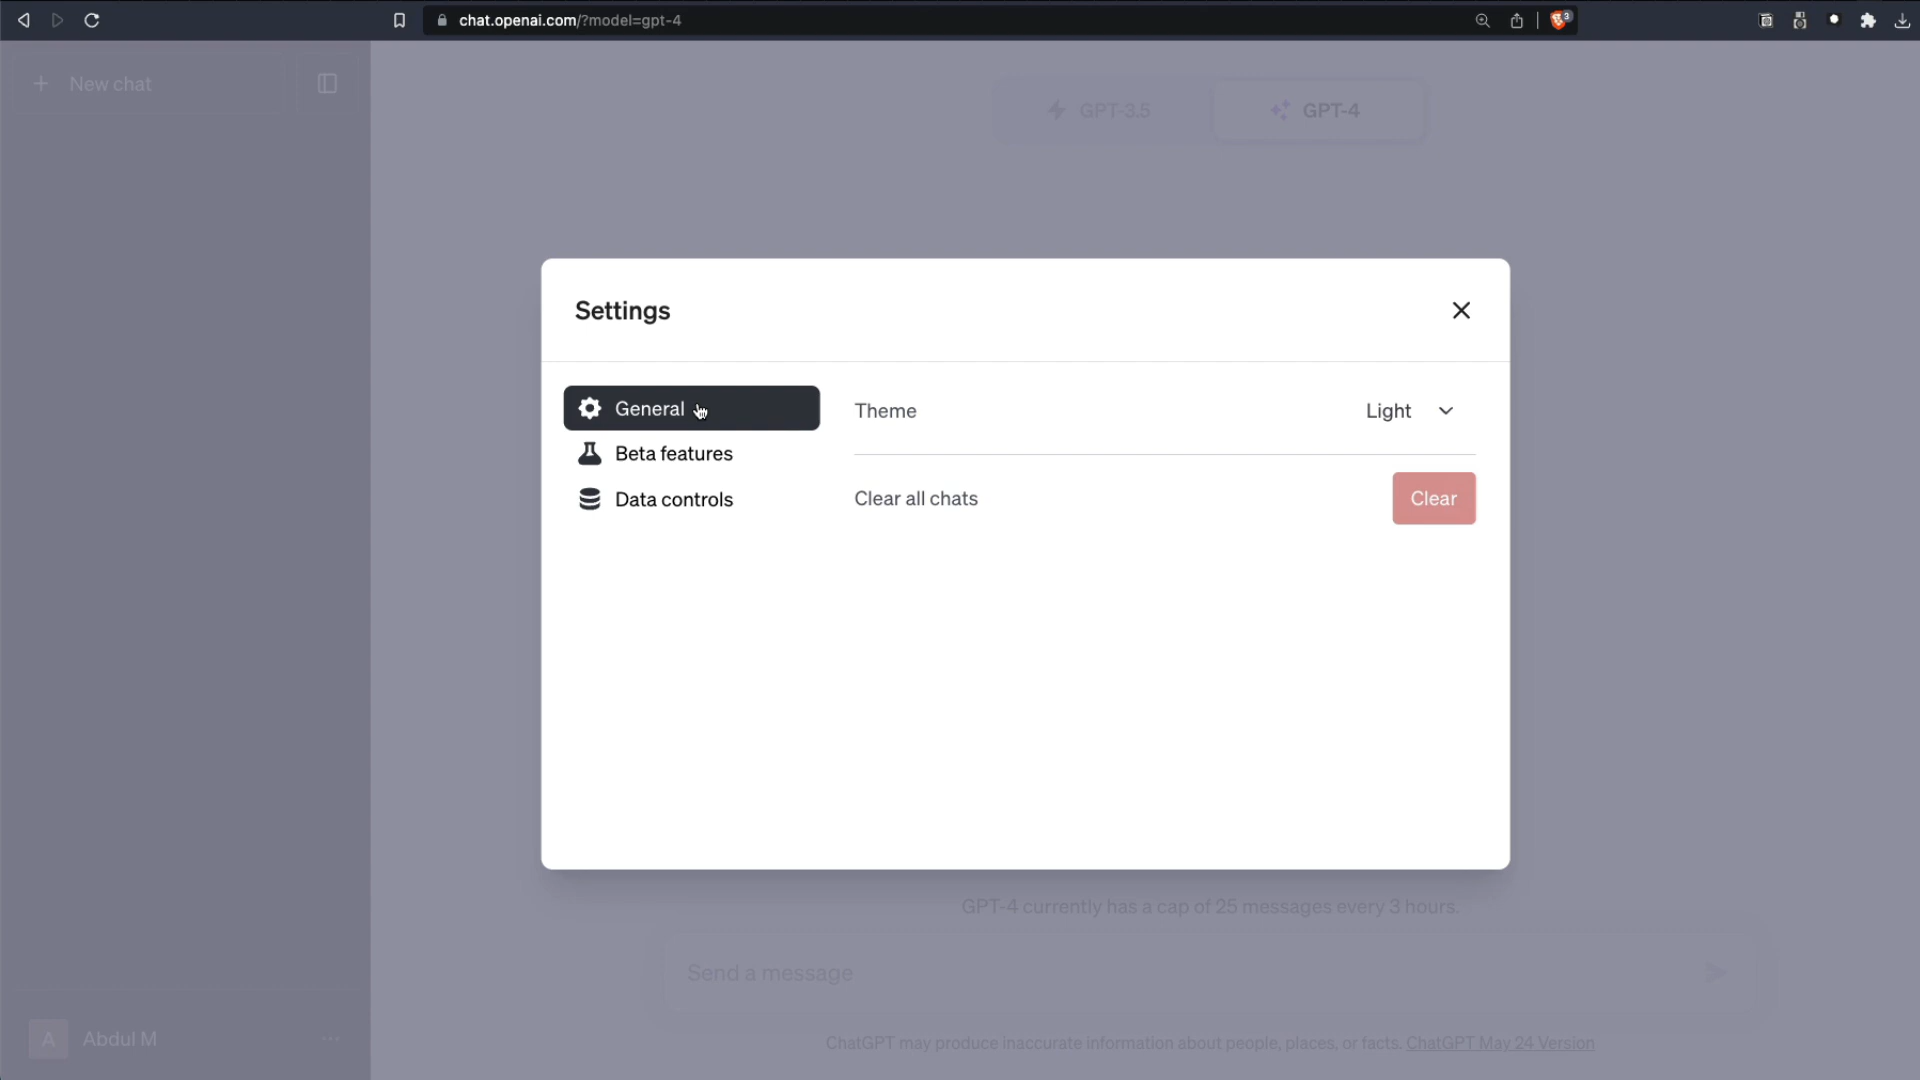 chat.openai.com/?model=gpt-4
3
New chat
GPT-3.5
GPT-4
Settings
General
Theme
Light
Beta features
Data controls
Clear all chats
Clear
GPT-4 currently has a cap of 25 messages every 3 hours.
Send a message
A
Abdul M
ChatGPT may produce inaccurate information about people, places, or facts. ChatGPT May 24 Version